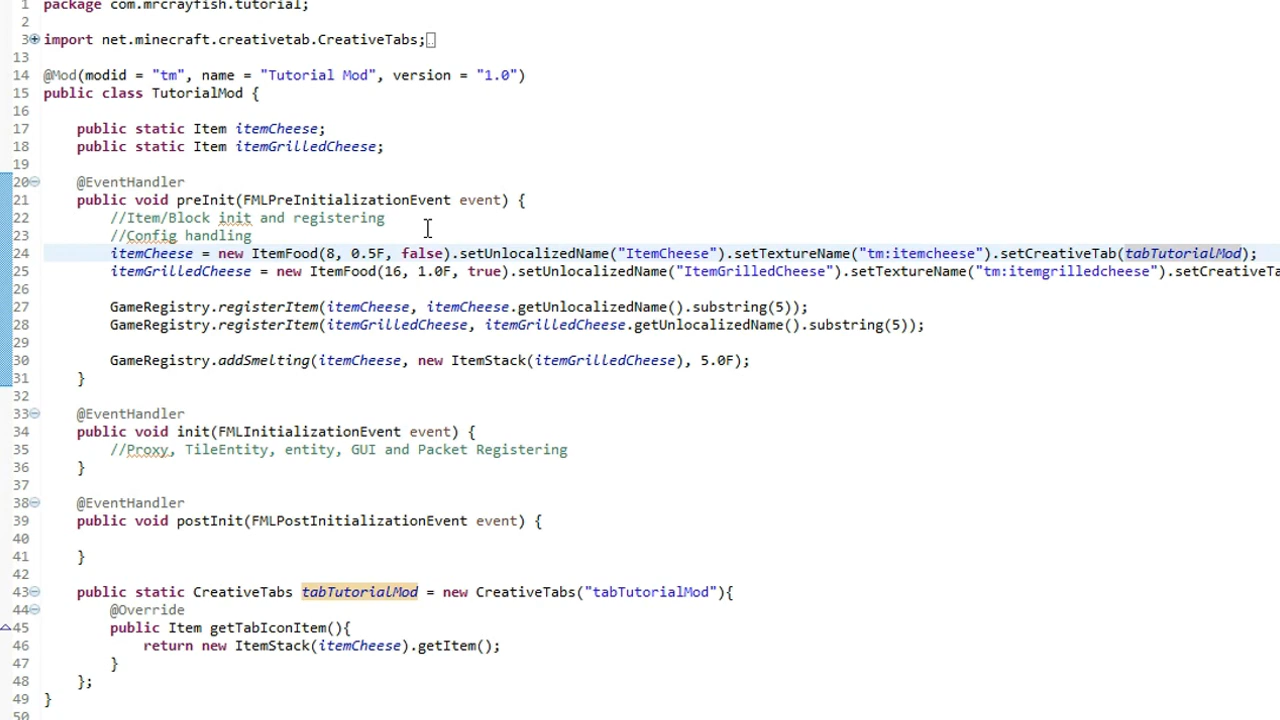 1 package com.mrcrayfish.tutorial;
2
3 import net.minecraft.creativetab.CreativeTabs;
13
14 @Mod(modid = "tm", name = "Tutorial Mod", version = "1.0")
15 public class TutorialMod {
16
17 public static Item itemCheese;
18 public static Item itemGrilledCheese;
19
20 @EventHandler
21 public void preInit(FMLPreInitializationEvent event) {
22 //Item/Block init and registering
23 //Config handling
24 itemCheese = new ItemFood(8, 0.5F, false).setUnlocalizedName("ItemCheese").setTextureName("tm:itemcheese").setCreativeTab(tabTutorialMod);
25 itemGrilledCheese = new ItemFood(16, 1.0F, true).setUnlocalizedName("ItemGrilledCheese").setTextureName("tm:itemgrilledcheese").setCreativeTa
26
27 GameRegistry.registerItem(itemCheese, itemCheese.getUnlocalizedName().substring(5));
28 GameRegistry.registerItem(itemGrilledCheese, itemGrilledCheese.getUnlocalizedName().substring(5));
29
30 GameRegistry.addSmelting(itemCheese, new ItemStack(itemGrilledCheese), 5.0F);
31 }
32
33 @EventHandler
34 public void init(FMLInitializationEvent event) {
35 //Proxy, TileEntity, entity, GUI and Packet Registering
36 }
37
38 @EventHandler
39 public void postInit(FMLPostInitializationEvent event) {
40
41 }
42
43 public static CreativeTabs tabTutorialMod = new CreativeTabs("tabTutorialMod"){
44 @Override
45 public Item getTabIconItem(){
46 return new ItemStack(itemCheese).getItem();
47 }
48 };
49 }
50